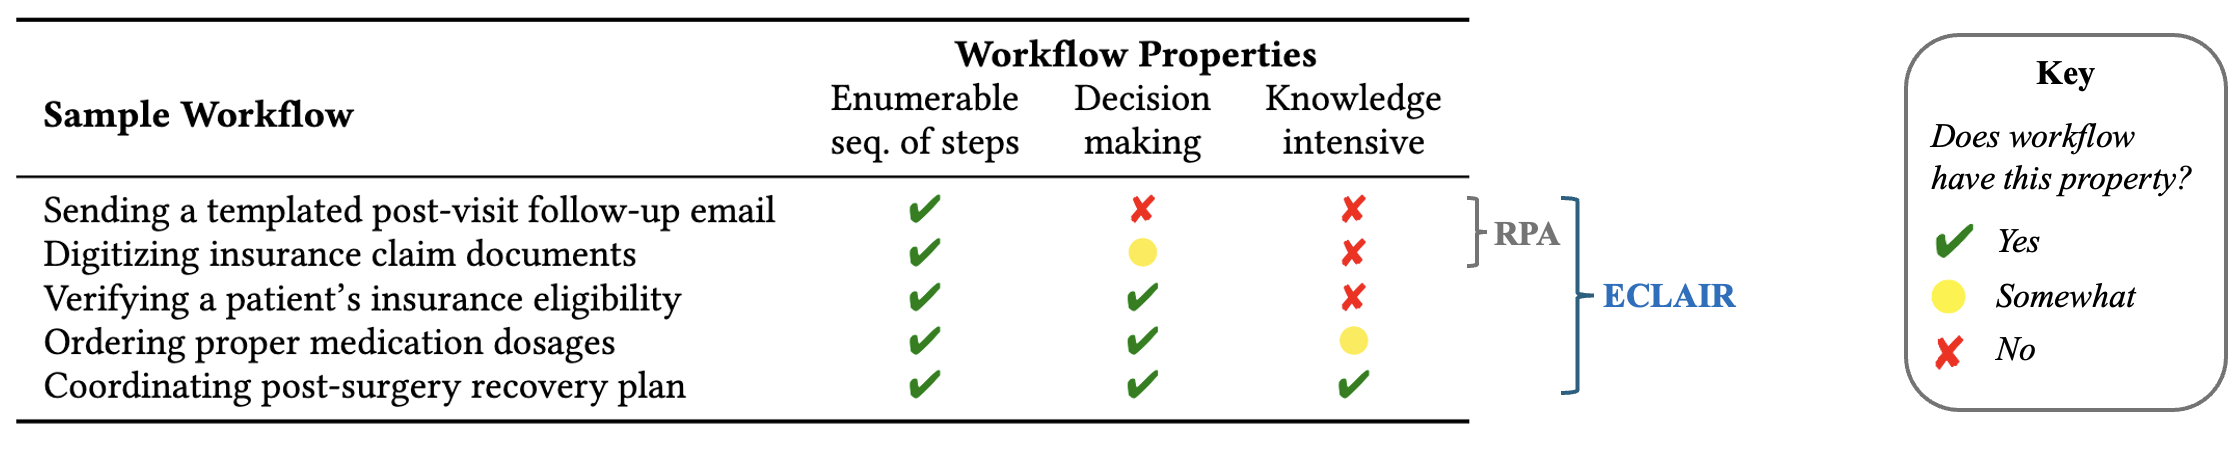 Workflow Properties
Sample Workflow
Enumerable seq. of steps
Decision making
Knowledge intensive
Sending a templated post-visit follow-up email ✔ ✘ ✘
Digitizing insurance claim documents ✔ ● ✘
Verifying a patient’s insurance eligibility ✔ ✔ ✘
Ordering proper medication dosages ✔ ✔ ●
Coordinating post-surgery recovery plan ✔ ✔ ✔
RPA
ECLAIR
Key
Does workflow
have this property?
✔ Yes
● Somewhat
✘ No